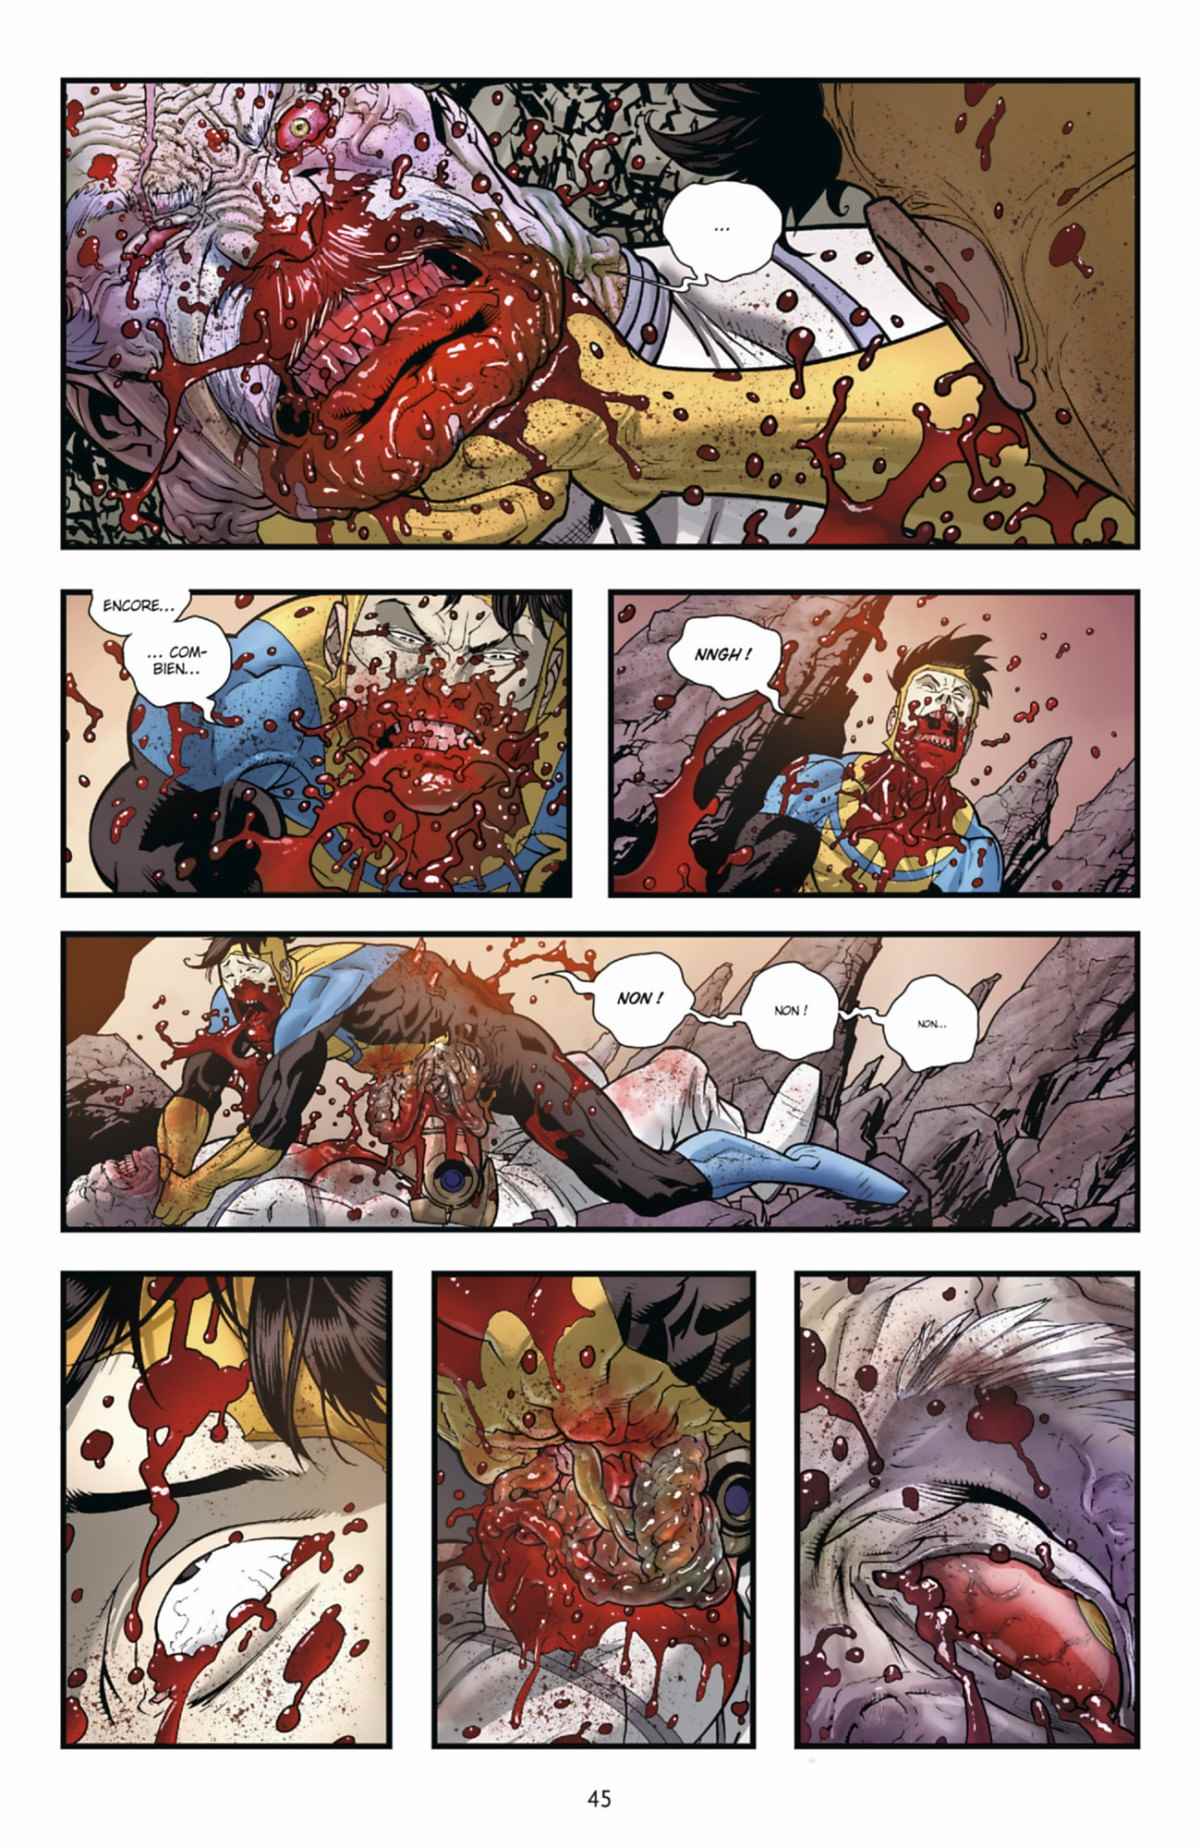 ...
ENCORE...
... COM-
BIEN...
NNGH !
NON !
NON !
NON...
45